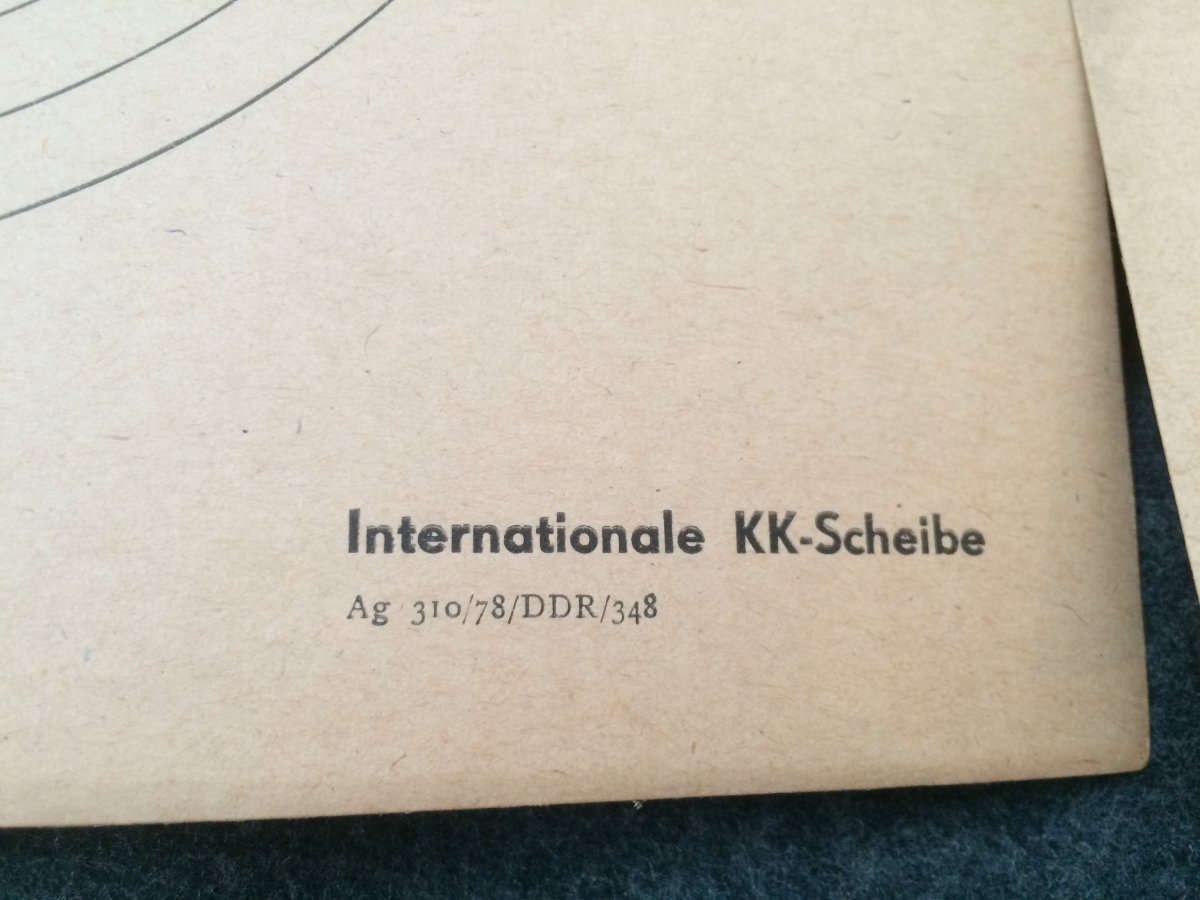 Internationale KK-Scheibe
Ag 310/78/DDR/348